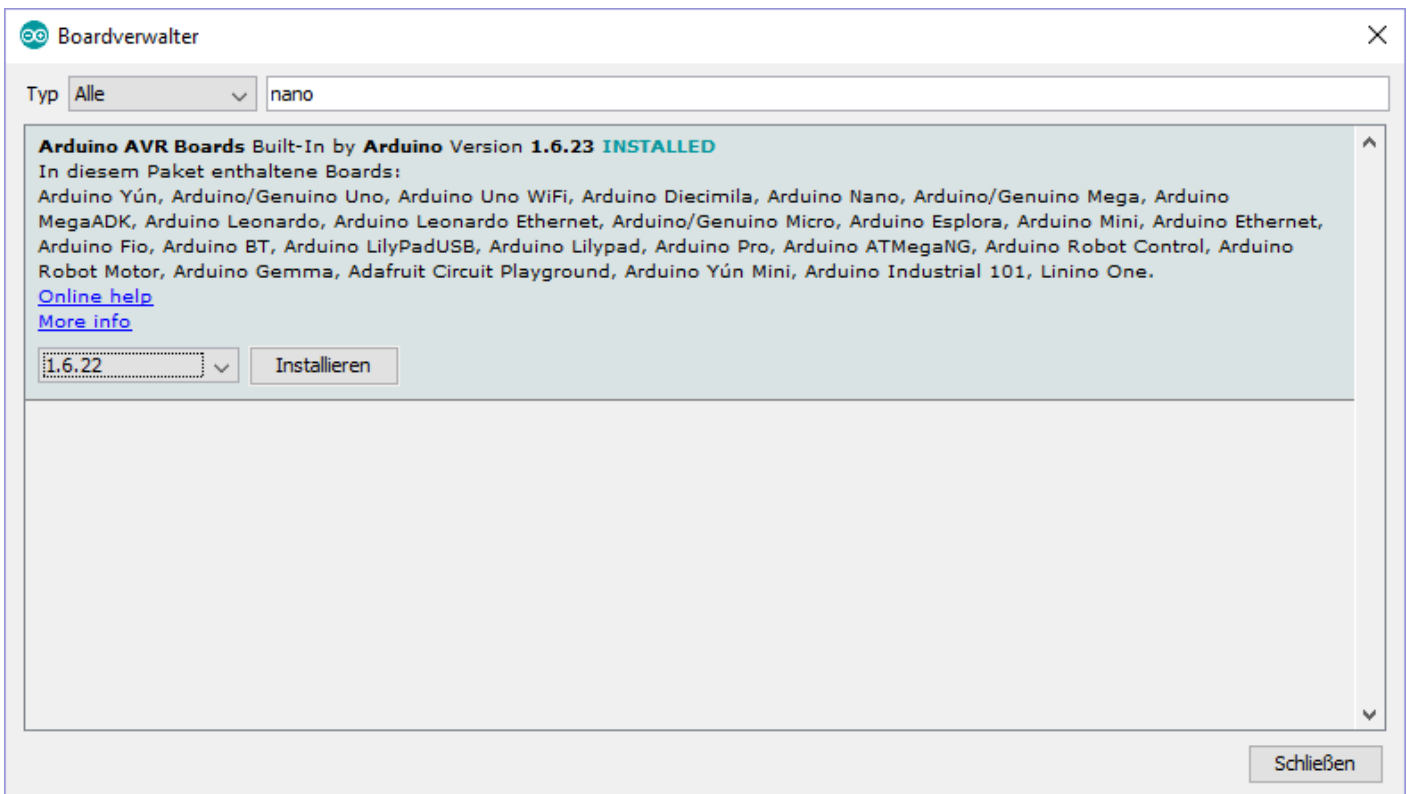 Boardverwalter
Typ Alle nano
Arduino AVR Boards Built-In by Arduino Version 1.6.23 INSTALLED
In diesem Paket enthaltene Boards:
Arduino Yún, Arduino/Genuino Uno, Arduino Uno WiFi, Arduino Diecimila, Arduino Nano, Arduino/Genuino Mega, Arduino
MegaADK, Arduino Leonardo, Arduino Leonardo Ethernet, Arduino/Genuino Micro, Arduino Esplora, Arduino Mini, Arduino Ethernet,
Arduino Fio, Arduino BT, Arduino LilyPadUSB, Arduino Lilypad, Arduino Pro, Arduino ATMegaNG, Arduino Robot Control, Arduino
Robot Motor, Arduino Gemma, Adafruit Circuit Playground, Arduino Yún Mini, Arduino Industrial 101, Linino One.
Online help
More info
1.6.22 Installieren
Schließen